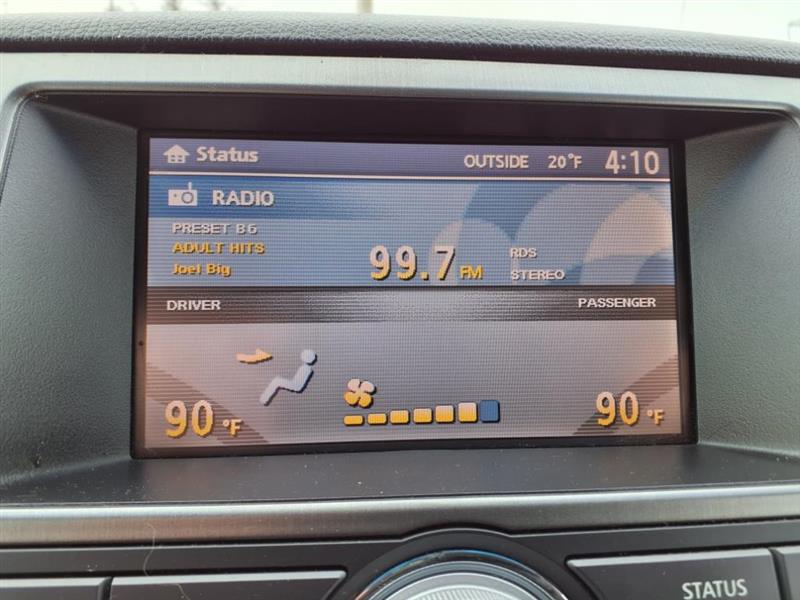 Status OUTSIDE 20°F 4:10
RADIO
PRESET B6
ADULT HITS
Joel Big
99.7 FM
RDS
STEREO
DRIVER PASSENGER
90 °F 90 °F
STATUS